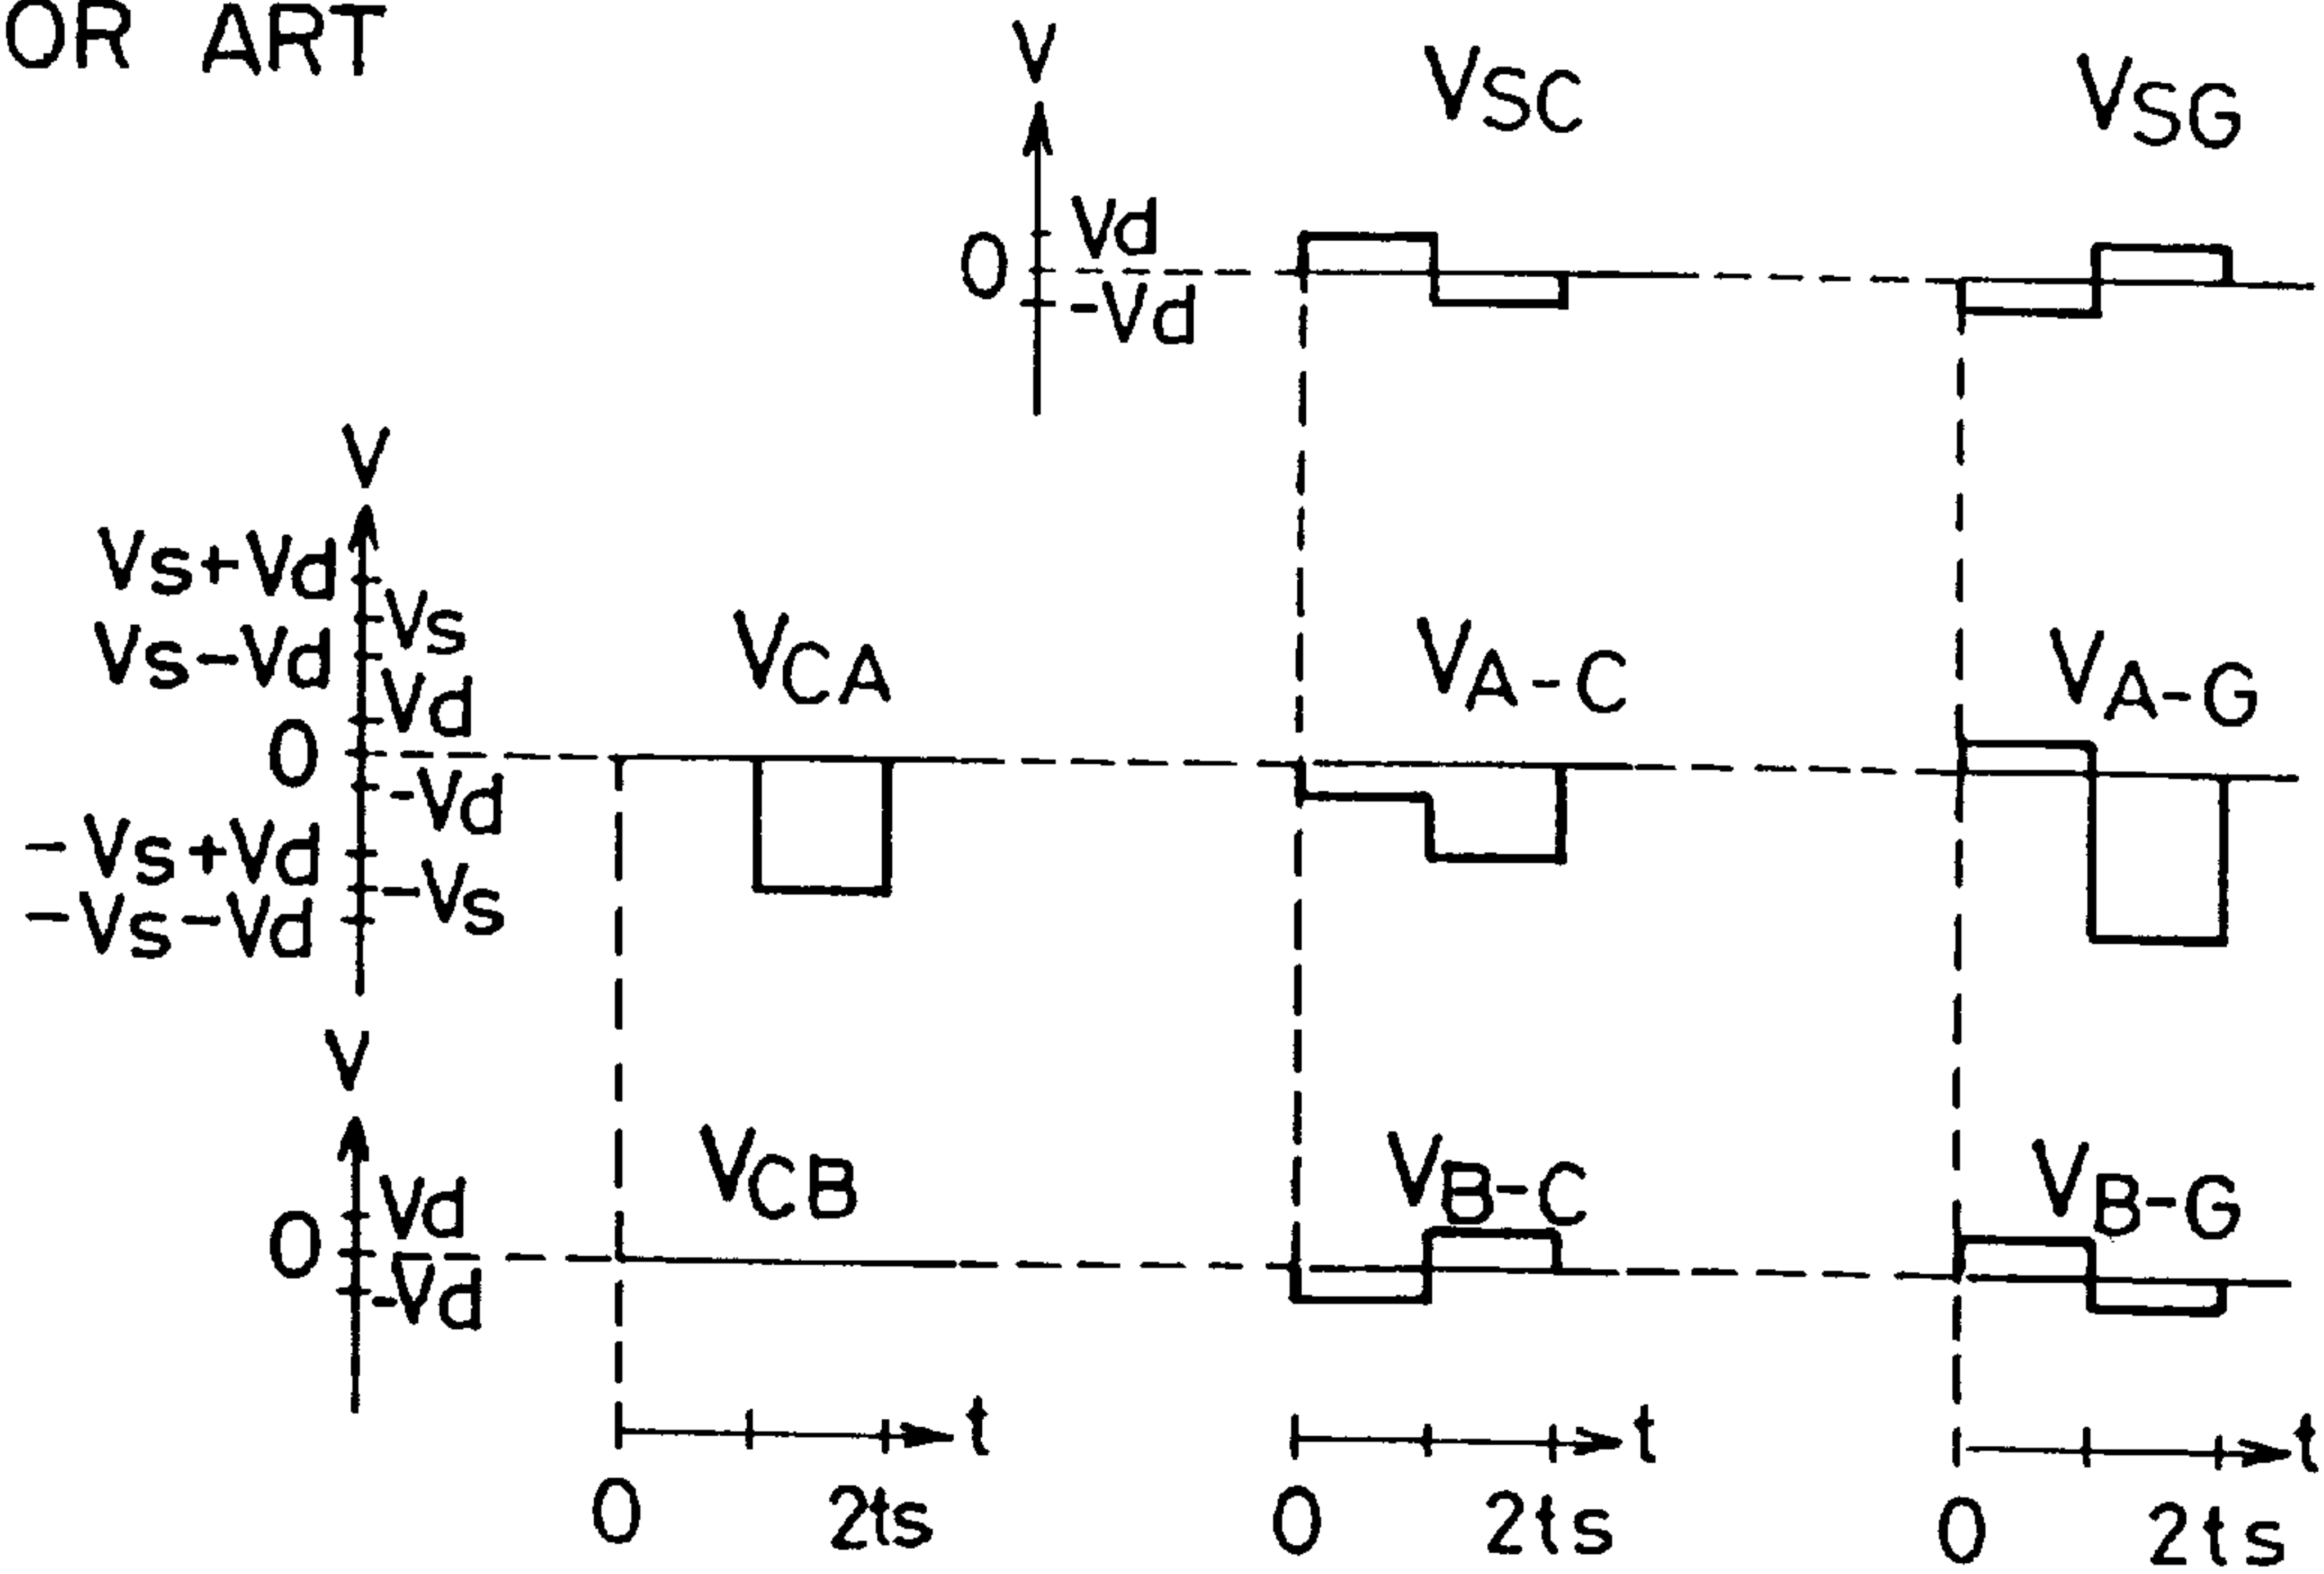 OR ART
V
VSC
VSG
Vd
0
-Vd
V
Vs+Vd
Vs
Vs-Vd
Vd
0
-Vd
-Vs+Vd
-Vs
-Vs-Vd
VCA
VA-C
VA-G
V
VCB
VB-C
VB-G
Vd
0
-Vd
t
t
t
0
2ts
0
2ts
0
2ts